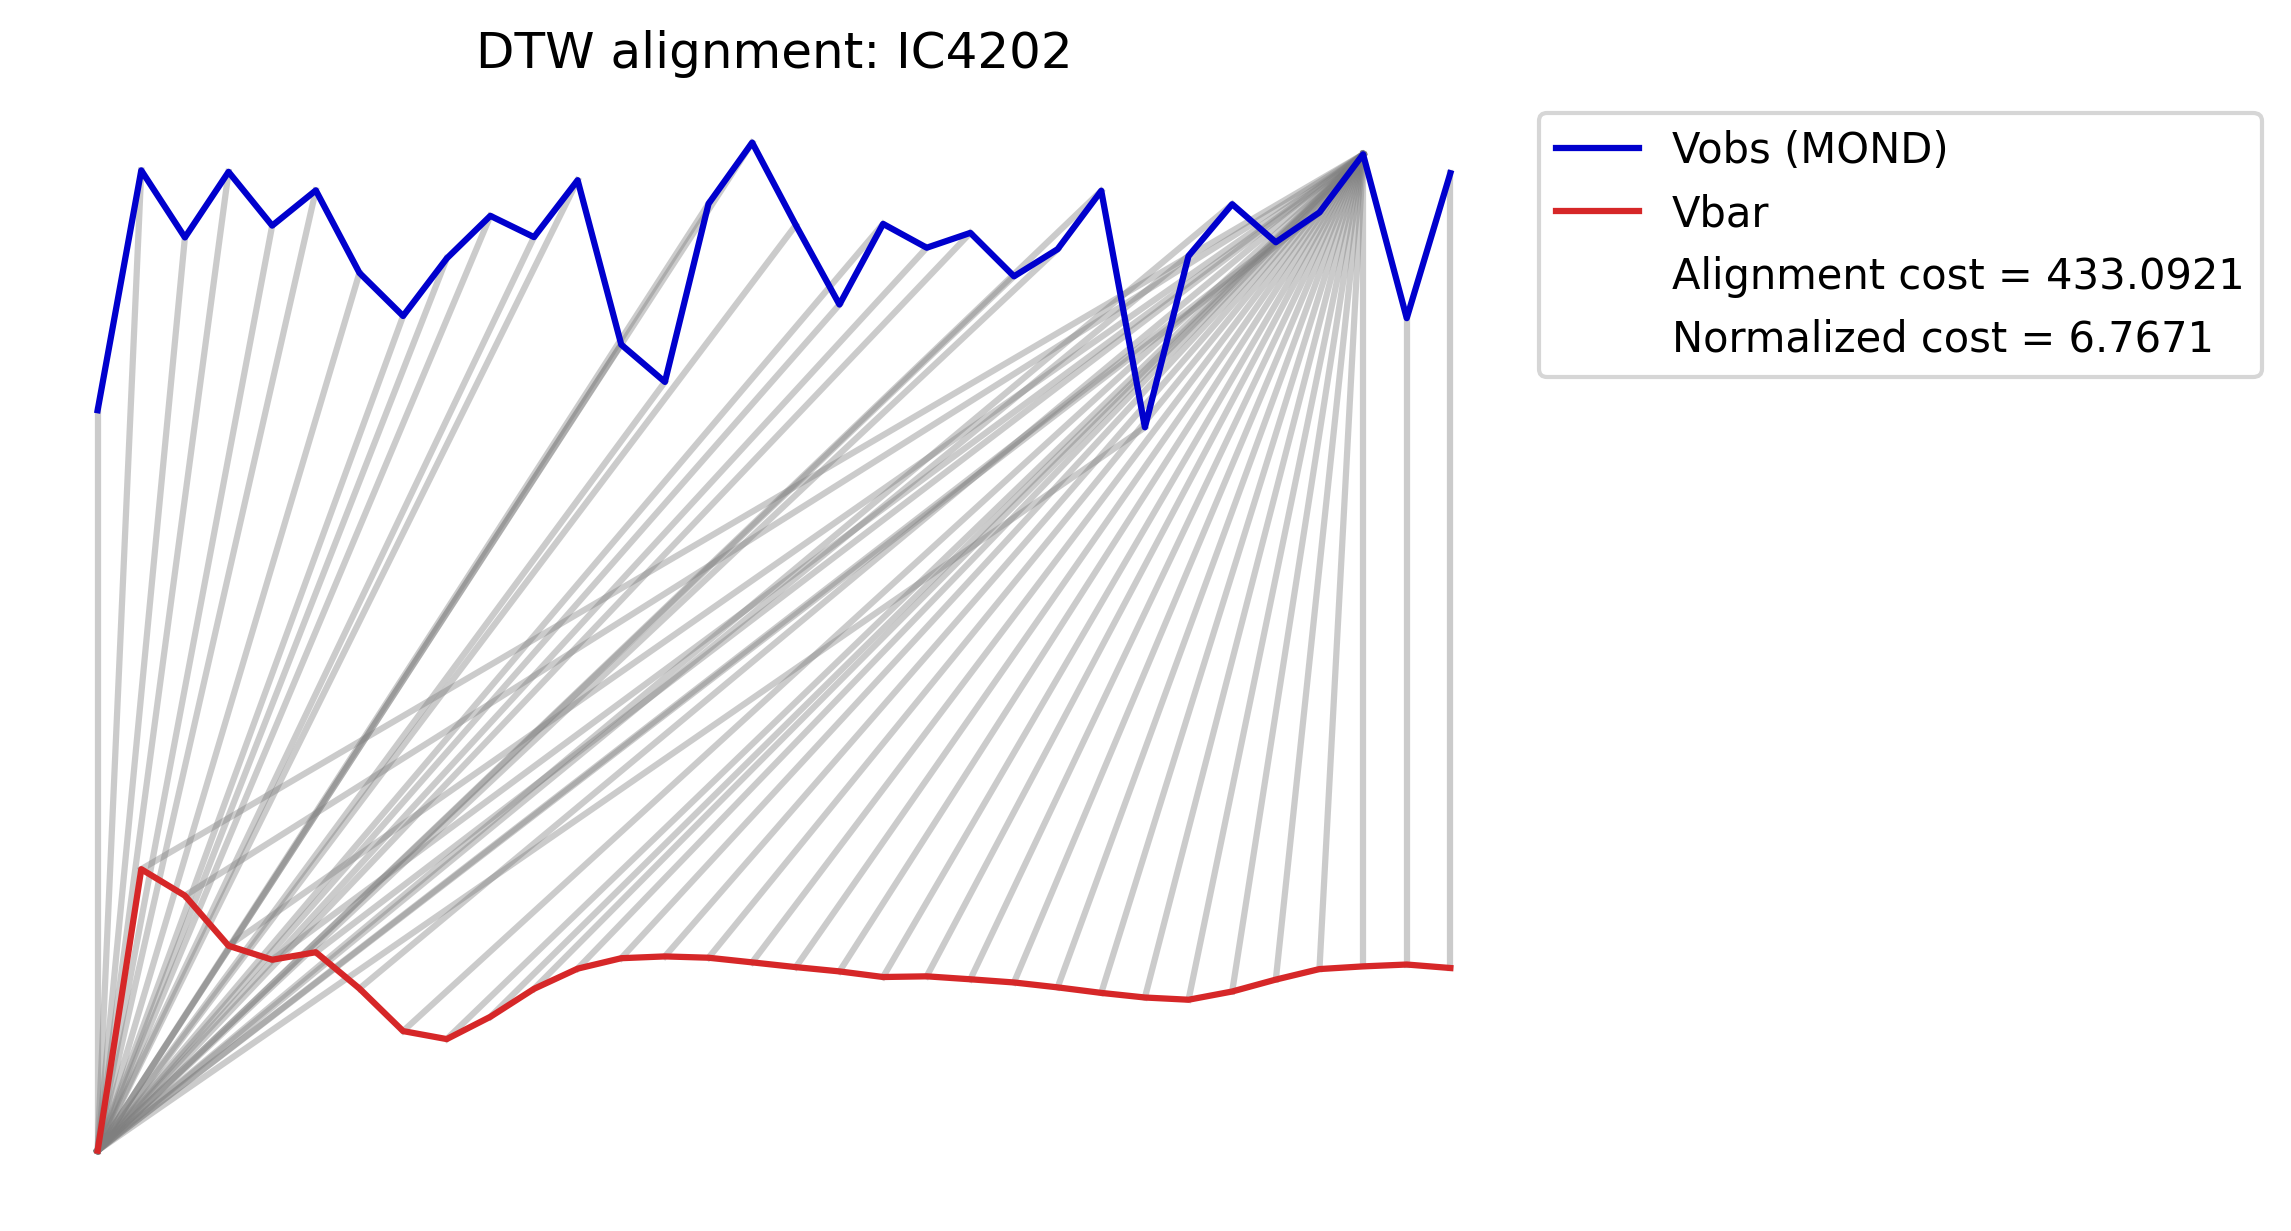 DTW alignment: IC4202
Vobs (MOND)
Vbar
Alignment cost = 433.0921
Normalized cost = 6.7671